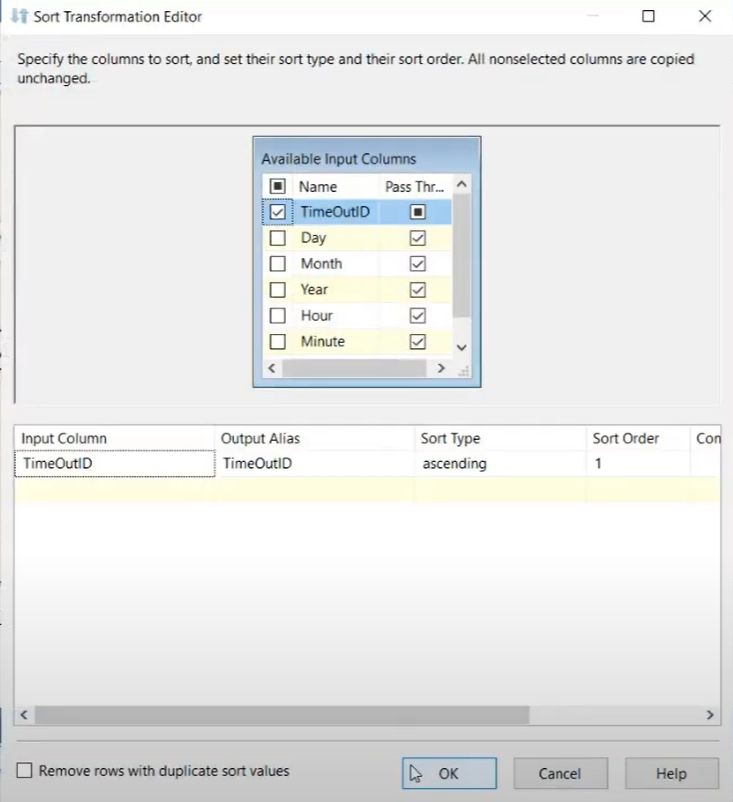 Sort Transformation Editor
Specify the columns to sort, and set their sort type and their sort order. All nonselected columns are copied
unchanged.
Available Input Columns
Name Pass Thr...
TimeOutID
Day
Month
Year
Hour
Minute
Input Column Output Alias Sort Type Sort Order Con
TimeOutID TimeOutID ascending 1
Remove rows with duplicate sort values
OK Cancel Help